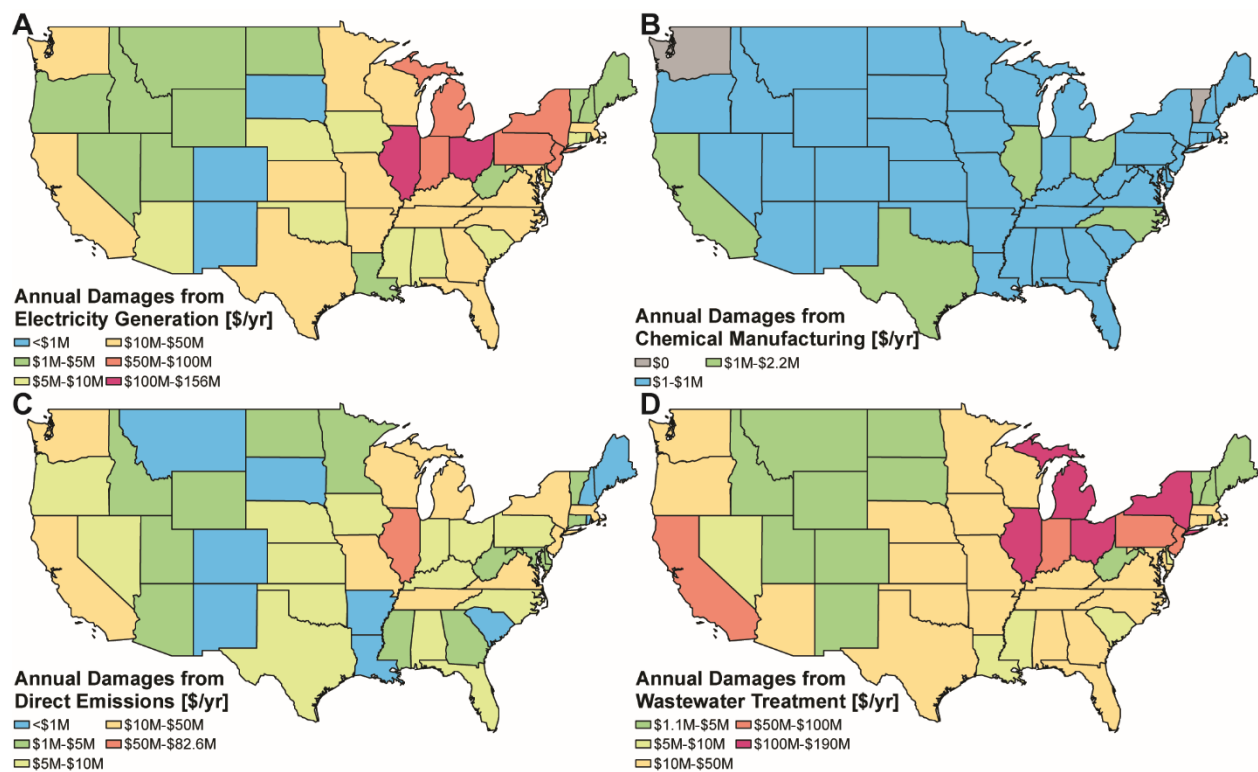 A
Annual Damages from
Electricity Generation [$/yr]
<$1M
$10M-$50M
$1M-$5M
$50M-$100M
$5M-$10M
$100M-$156M
B
Annual Damages from
Chemical Manufacturing [$/yr]
$0
$1M-$2.2M
$1-$1M
C
Annual Damages from
Direct Emissions [$/yr]
<$1M
$10M-$50M
$1M-$5M
$50M-$82.6M
$5M-$10M
D
Annual Damages from
Wastewater Treatment [$/yr]
$1.1M-$5M
$50M-$100M
$5M-$10M
$100M-$190M
$10M-$50M